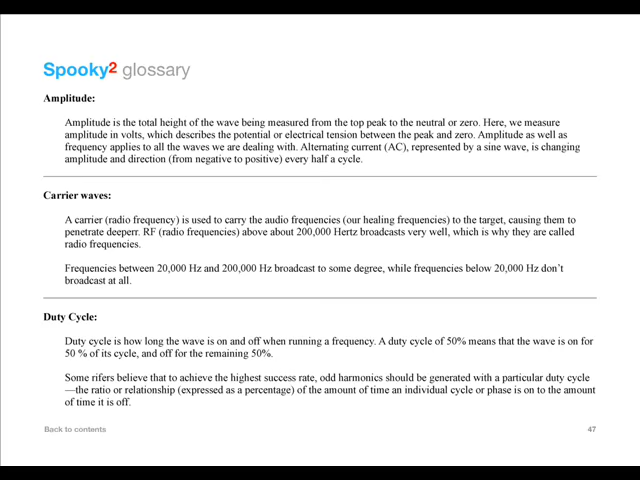 Spooky2 glossary
Amplitude:
Amplitude is the total height of the wave being measured from the top peak to the neutral or zero. Here, we measure
amplitude in volts, which describes the potential or electrical tension between the peak and zero. Amplitude as well as
frequency applies to all the waves we are dealing with. Alternating current (AC), represented by a sine wave, is changing
amplitude and direction (from negative to positive) every half a cycle.
Carrier waves:
A carrier (radio frequency) is used to carry the audio frequencies (our healing frequencies) to the target, causing them to
penetrate deeperr. RF (radio frequencies) above about 200,000 Hertz broadcasts very well, which is why they are called
radio frequencies.
Frequencies between 20,000 Hz and 200,000 Hz broadcast to some degree, while frequencies below 20,000 Hz don't
broadcast at all.
Duty Cycle:
Duty cycle is how long the wave is on and off when running a frequency. A duty cycle of 50% means that the wave is on for
50 % of its cycle, and off for the remaining 50%.
Some rifers believe that to achieve the highest success rate, odd harmonics should be generated with a particular duty cycle
—the ratio or relationship (expressed as a percentage) of the amount of time an individual cycle or phase is on to the amount
of time it is off.
Back to contents
47